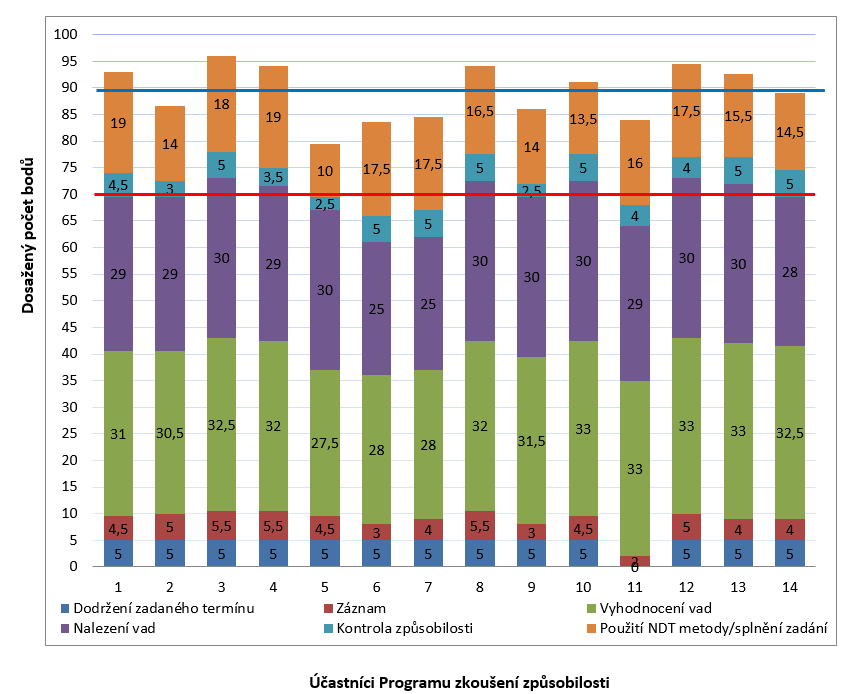 Dosažený počet bodů
100
95
90
85
80
75
70
65
60
55
50
45
40
35
30
25
20
15
10
5
0
19 14 18 19 10 17,5 17,5 16,5 14 13,5 16 17,5 15,5 14,5
4,5 3 5 3,5 2,5 5 5 5 2,5 5 4 4 5 5
29 29 30 29 30 25 25 30 30 30 29 30 30 28
31 30,5 32,5 32 27,5 28 28 32 31,5 33 33 33 33 32,5
4,5 5 5,5 5,5 4,5 3 4 5,5 3 4,5 2 5 4 4
5 5 5 5 5 5 5 5 5 5 0 5 5 5
1 2 3 4 5 6 7 8 9 10 11 12 13 14
Dodržení zadaného termínu Záznam Vyhodnocení vad
Nalezení vad Kontrola způsobilosti Použití NDT metody/splnění zadání
Účastníci Programu zkoušení způsobilosti